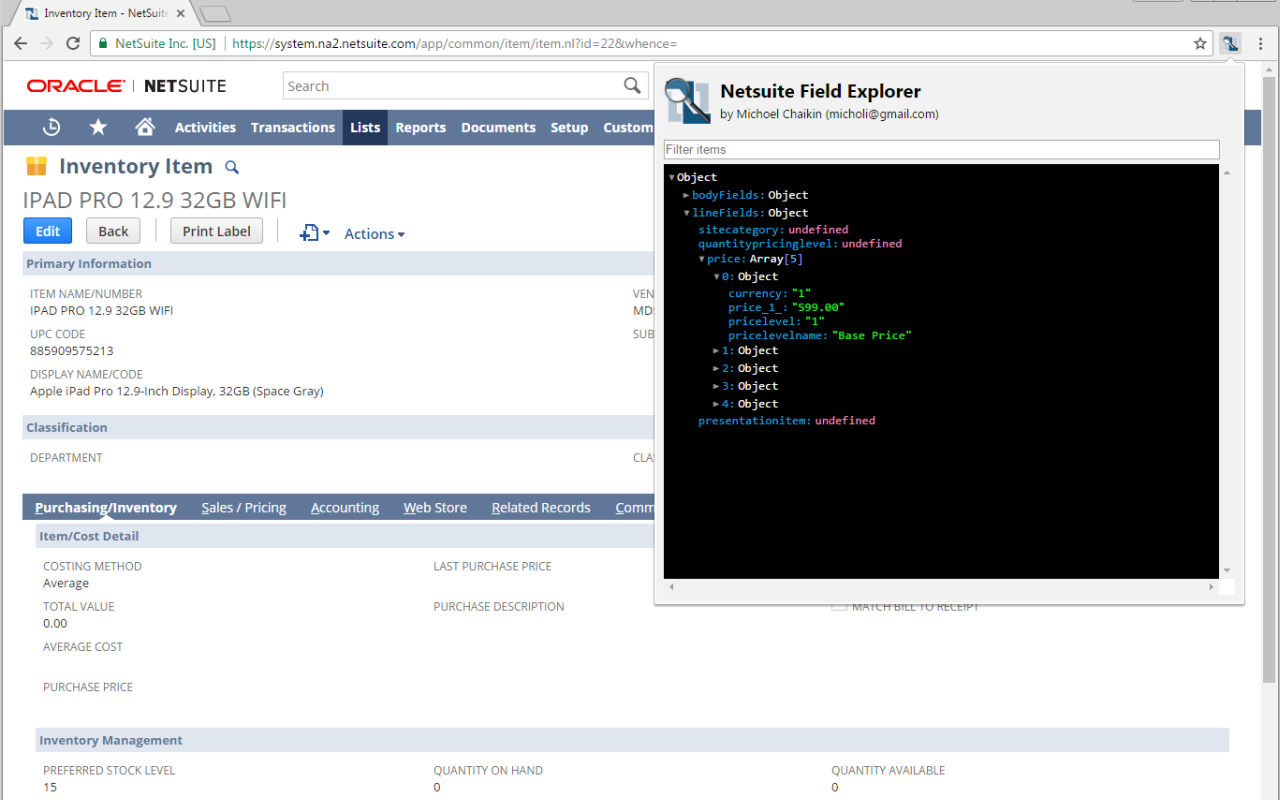 Inventory Item - NetSuite
NetSuite Inc. [US] https://system.na2.netsuite.com/app/common/item/item.nl?id=22&whence=
ORACLE NETSUITE
Search
Activities Transactions Lists Reports Documents Setup Custom
Inventory Item
IPAD PRO 12.9 32GB WIFI
Edit Back Print Label Actions
Primary Information
ITEM NAME/NUMBER
IPAD PRO 12.9 32GB WIFI
UPC CODE
885909575213
DISPLAY NAME/CODE
Apple iPad Pro 12.9-Inch Display, 32GB (Space Gray)
VEN
MD
SUB
Classification
DEPARTMENT
CLA
Purchasing/Inventory Sales / Pricing Accounting Web Store Related Records Comm
Item/Cost Detail
COSTING METHOD
Average
TOTAL VALUE
0.00
AVERAGE COST
PURCHASE PRICE
LAST PURCHASE PRICE
PURCHASE DESCRIPTION
MATCH BILL TO RECEIPT
Inventory Management
PREFERRED STOCK LEVEL
15
QUANTITY ON HAND
0
QUANTITY AVAILABLE
0
Netsuite Field Explorer
by Michoel Chaikin (micholi@gmail.com)
Filter items
Object
bodyFields: Object
lineFields: Object
sitecategory: undefined
quantitypricinglevel: undefined
price: Array[5]
0: Object
currency: "1"
price_1_: "599.00"
pricelevel: "1"
pricelevelname: "Base Price"
1: Object
2: Object
3: Object
4: Object
presentationitem: undefined